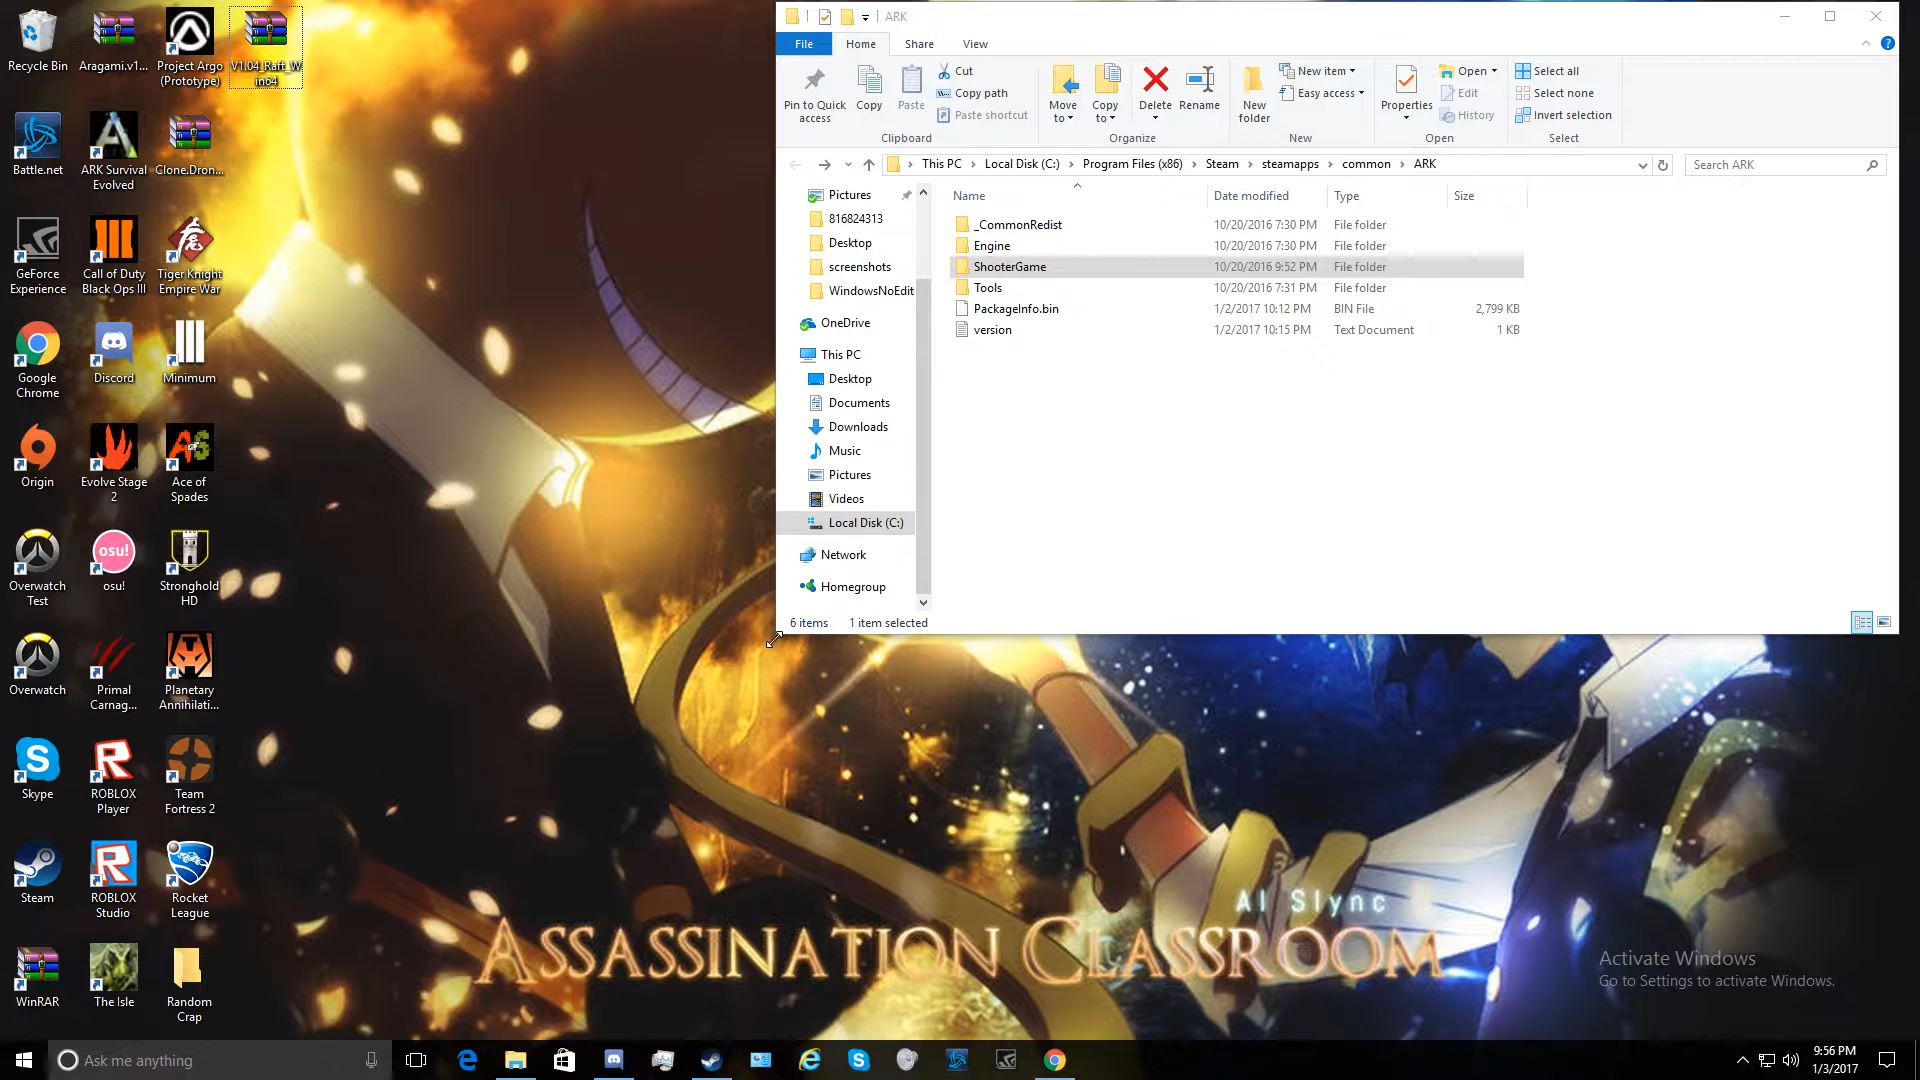 Recycle Bin
Aragami.v1...
Project Argo
(Prototype)
V1.04_Raft_W
in64
Battle.net
ARK Survival
Evolved
Clone.Dron...
GeForce
Experience
Call of Duty
Black Ops III
Tiger Knight
Empire War
Google
Chrome
Discord
Minimum
Origin
Evolve Stage
2
Ace of
Spades
Overwatch
Test
osu!
osu!
Stronghold
HD
Overwatch
Primal
Carnag...
Planetary
Annihilati...
Skype
ROBLOX
Player
Team
Fortress 2
Steam
ROBLOX
Studio
Rocket
League
WinRAR
The Isle
Random
Crap
ARK
File
Home
Share
View
Pin to Quick
access
Copy
Paste
Cut
Copy path
Paste shortcut
Clipboard
Move
to
Copy
to
Delete
Rename
Organize
New
folder
New item
Easy access
New
Properties
Open
Edit
History
Open
Select all
Select none
Invert selection
Select
This PC > Local Disk (C:) > Program Files (x86) > Steam > steamapps > common > ARK
Search ARK
Pictures
816824313
Desktop
screenshots
WindowsNoEdit
OneDrive
This PC
Desktop
Documents
Downloads
Music
Pictures
Videos
Local Disk (C:)
Network
Homegroup
Name Date modified Type Size
_CommonRedist 10/20/2016 7:30 PM File folder
Engine 10/20/2016 7:30 PM File folder
ShooterGame 10/20/2016 9:52 PM File folder
Tools 10/20/2016 7:31 PM File folder
PackageInfo.bin 1/2/2017 10:12 PM BIN File 2,799 KB
version 1/2/2017 10:15 PM Text Document 1 KB
6 items 1 item selected
Al Slync
Assassination Classroom
Activate Windows
Go to Settings to activate Windows.
Ask me anything
9:56 PM
1/3/2017